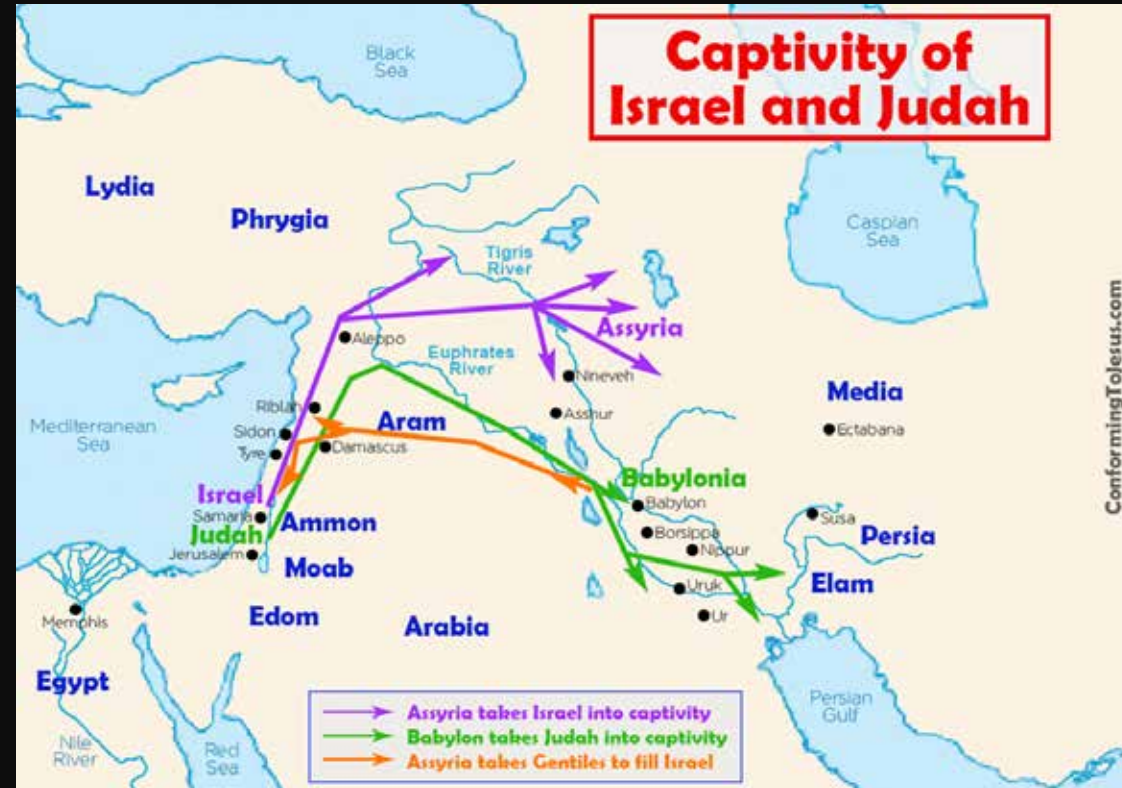 Captivity of
Israel and Judah
Black
Sea
Lydia
Phrygia
Tigris
River
Caspian
Sea
Assyria
Aleppo
Euphrates
River
Nineveh
Media
Riblah
Asshur
Aram
Mediterranean
Sea
Sidon
Ectabana
Tyre
Damascus
Babylonia
Israel
Babylon
Samaria
Ammon
Susa
Judah
Borsippa
Persia
Jerusalem
Nippur
Moab
Uruk
Elam
Edom
Arabia
Ur
Memphis
Egypt
Persian
Gulf
Nile
River
Red
Sea
Assyria takes Israel into captivity
Babylon takes Judah into captivity
Assyria takes Gentiles to fill Israel
ConformingToJesus.com